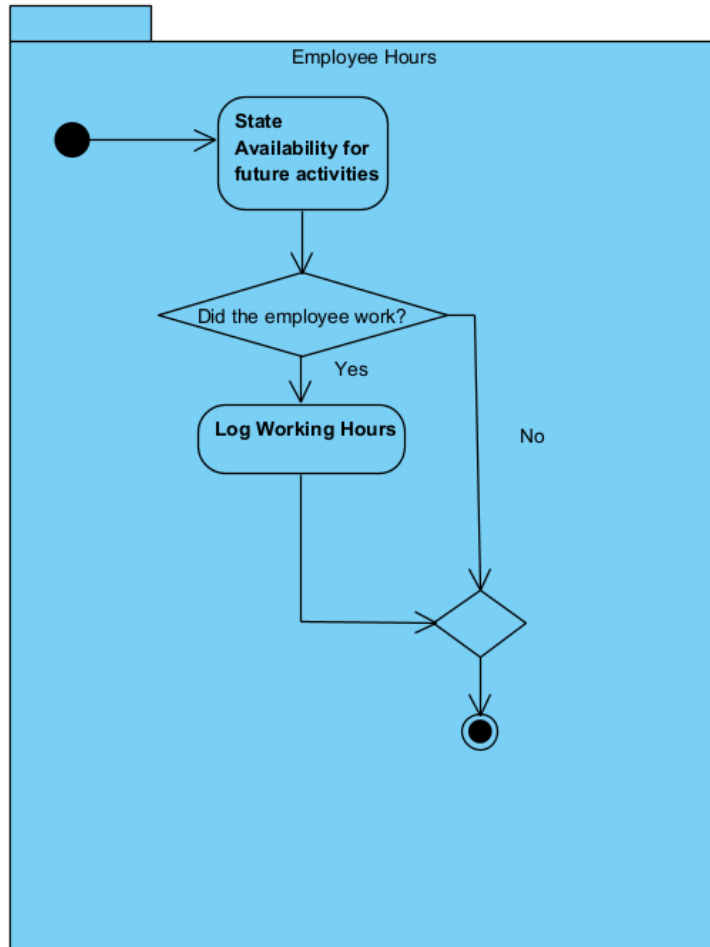 Employee Hours
State
Availability for
future activities
Did the employee work?
Yes
Log Working Hours
No